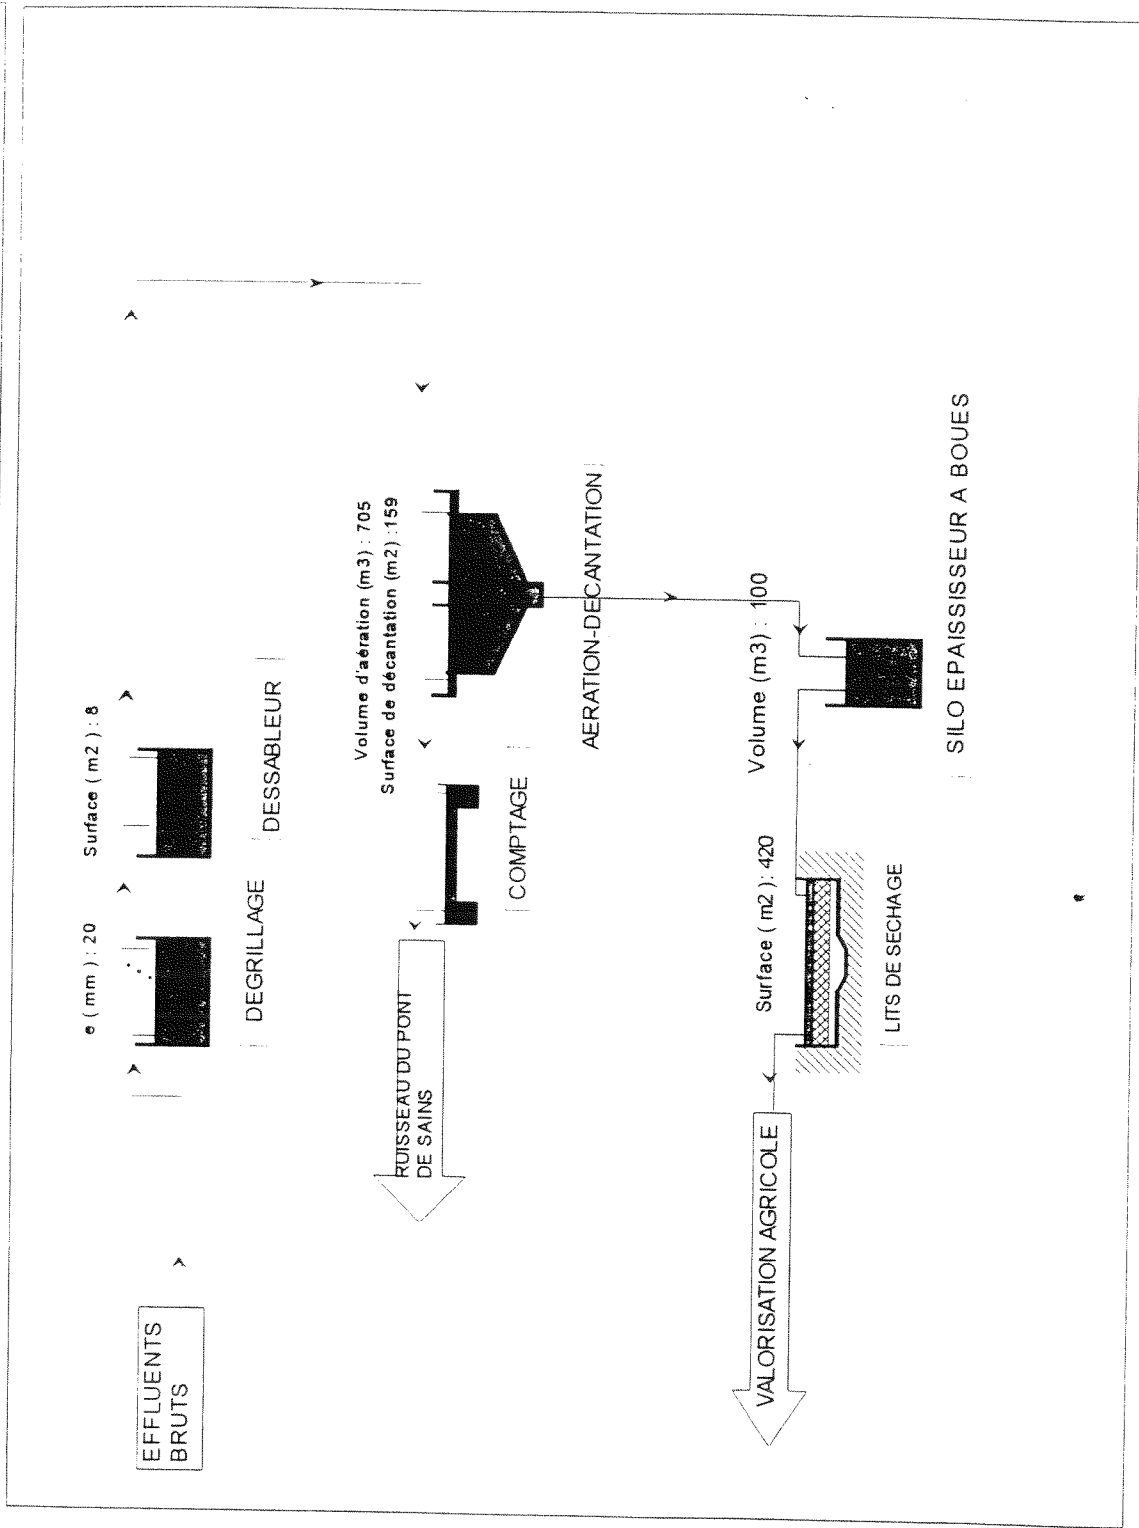 e ( mm ) : 20
Surface ( m2 ) : 8
EFFLUENTS
BRUTS
DEGRILLAGE
DESSABLEUR
Volume d'aération (m3) : 705
Surface de décantation (m2) :159
RUISSEAU DU PONT
DE SAINS
COMPTAGE
AERATION-DECANTATION
Surface ( m2 ) : 420
Volume (m3) : 100
VALORISATION AGRICOLE
LITS DE SECHAGE
SILO EPAISSISSEUR A BOUES